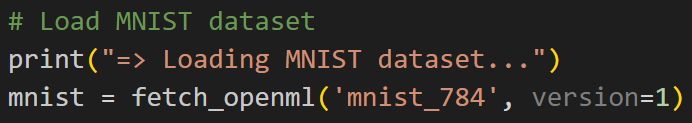 # Load MNIST dataset
print("=> Loading MNIST dataset...")
mnist = fetch_openml('mnist_784', version=1)